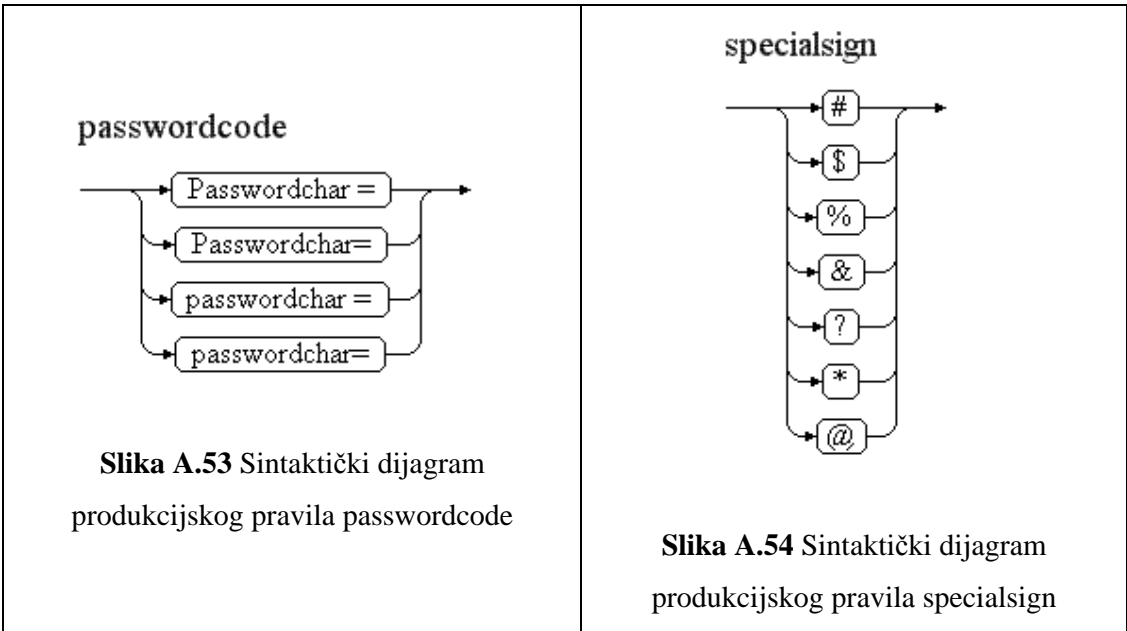 passwordcode
Passwordchar =
Passwordchar=
passwordchar =
passwordchar=
Slika A.53 Sintaktički dijagram
produkcijskog pravila passwordcode
specialsign
#
$
%
&
?
*
@
Slika A.54 Sintaktički dijagram
produkcijskog pravila specialsign